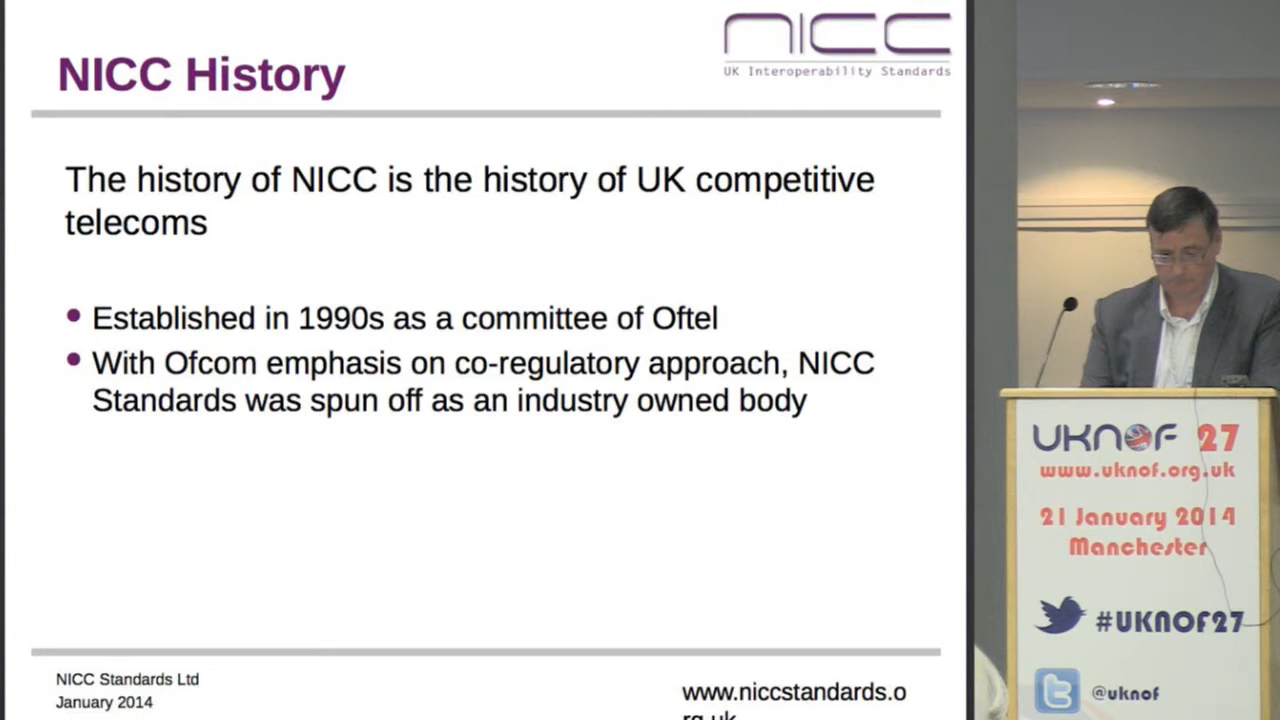 nicc
UK Interoperability Standards
NICC History
The history of NICC is the history of UK competitive
telecoms
• Established in 1990s as a committee of Oftel
• With Ofcom emphasis on co-regulatory approach, NICC
Standards was spun off as an industry owned body
NICC Standards Ltd
January 2014
www.niccstandards.o
rg.uk
UKNOF 27
www.uknof.org.uk
21 January 2014
Manchester
#UKNOF27
@uknof